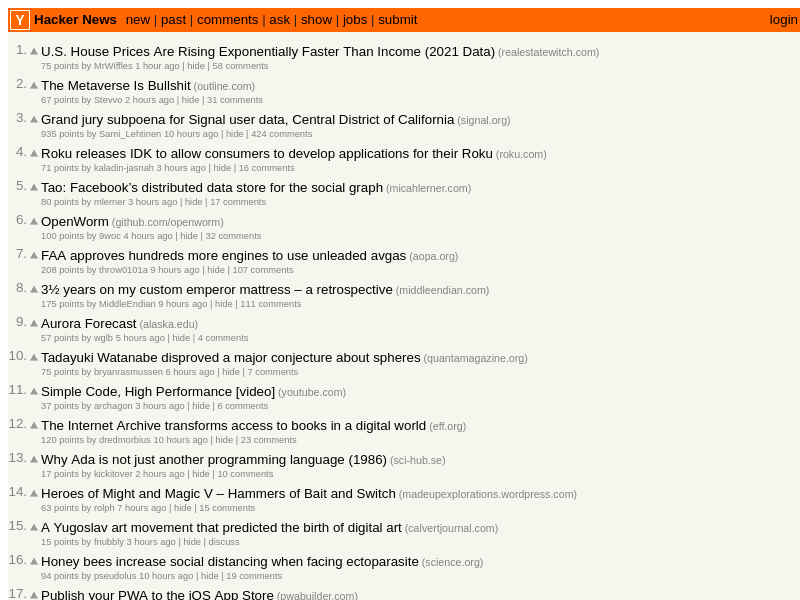 Y Hacker News new | past | comments | ask | show | jobs | submit login
1. U.S. House Prices Are Rising Exponentially Faster Than Income (2021 Data) (realestatewitch.com)
75 points by MrWiffles 1 hour ago | hide | 58 comments
2. The Metaverse Is Bullshit (outline.com)
67 points by Stevvo 2 hours ago | hide | 31 comments
3. Grand jury subpoena for Signal user data, Central District of California (signal.org)
935 points by Sami_Lehtinen 10 hours ago | hide | 424 comments
4. Roku releases IDK to allow consumers to develop applications for their Roku (roku.com)
71 points by kaladin-jasnah 3 hours ago | hide | 16 comments
5. Tao: Facebook’s distributed data store for the social graph (micahlerner.com)
80 points by mlerner 3 hours ago | hide | 17 comments
6. OpenWorm (github.com/openworm)
100 points by 9woc 4 hours ago | hide | 32 comments
7. FAA approves hundreds more engines to use unleaded avgas (aopa.org)
208 points by throw0101a 9 hours ago | hide | 107 comments
8. 3½ years on my custom emperor mattress – a retrospective (middleendian.com)
175 points by MiddleEndian 9 hours ago | hide | 111 comments
9. Aurora Forecast (alaska.edu)
57 points by wglb 5 hours ago | hide | 4 comments
10. Tadayuki Watanabe disproved a major conjecture about spheres (quantamagazine.org)
75 points by bryanrasmussen 6 hours ago | hide | 7 comments
11. Simple Code, High Performance [video] (youtube.com)
37 points by archagon 3 hours ago | hide | 6 comments
12. The Internet Archive transforms access to books in a digital world (eff.org)
120 points by dredmorbius 10 hours ago | hide | 23 comments
13. Why Ada is not just another programming language (1986) (sci-hub.se)
17 points by kickitover 2 hours ago | hide | 10 comments
14. Heroes of Might and Magic V – Hammers of Bait and Switch (madeupexplorations.wordpress.com)
63 points by rolph 7 hours ago | hide | 15 comments
15. A Yugoslav art movement that predicted the birth of digital art (calvertjournal.com)
15 points by fnubbly 3 hours ago | hide | discuss
16. Honey bees increase social distancing when facing ectoparasite (science.org)
94 points by pseudolus 10 hours ago | hide | 19 comments
17. Publish your PWA to the iOS App Store (pwabuilder.com)